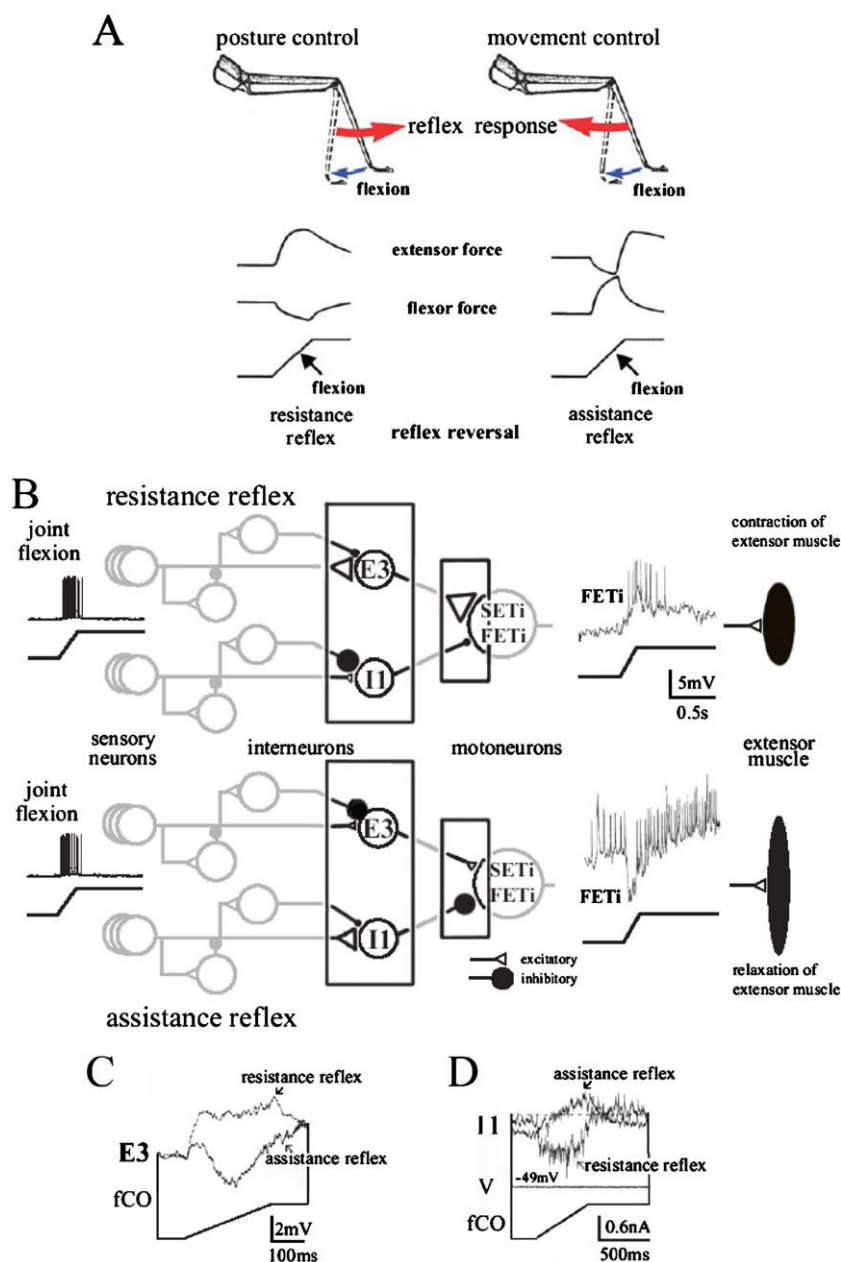 A
posture control
movement control
reflex response
flexion
flexion
extensor force
flexor force
flexion
flexion
resistance
reflex
reflex reversal
assistance
reflex
B
resistance reflex
joint
flexion
E3
I1
SETi
FETi
FETi
5mV
0.5s
contraction of
extensor muscle
sensory
neurons
interneurons
motoneurons
extensor
muscle
joint
flexion
E3
I1
SETi
FETi
FETi
excitatory
inhibitory
relaxation of
extensor muscle
assistance reflex
C
resistance reflex
E3
assistance reflex
fCO
2mV
100ms
D
assistance reflex
I1
resistance reflex
-49mV
V
fCO
0.6nA
500ms